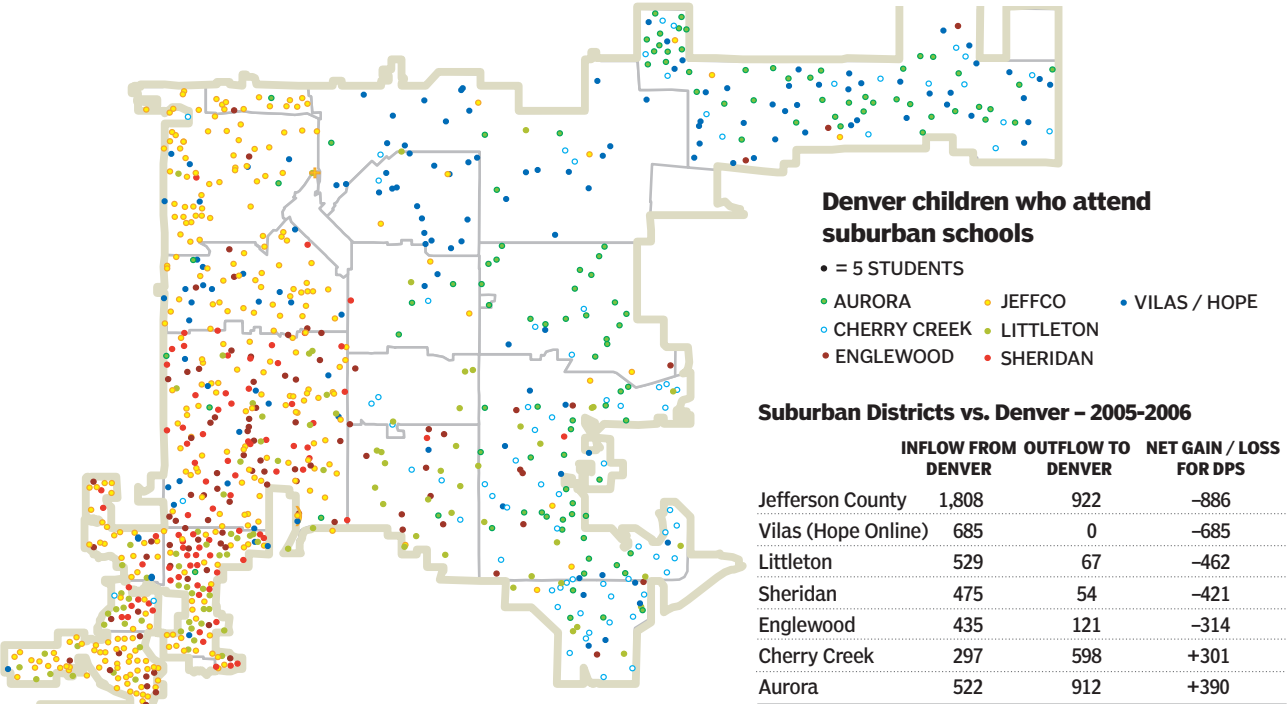 Denver children who attend
suburban schools
• = 5 STUDENTS
AURORA JEFFCO VILAS / HOPE
CHERRY CREEK LITTLETON
ENGLEWOOD SHERIDAN
Suburban Districts vs. Denver – 2005-2006
INFLOW FROM OUTFLOW TO NET GAIN / LOSS
DENVER DENVER FOR DPS
Jefferson County 1,808 922 –886
Vilas (Hope Online) 685 0 –685
Littleton 529 67 –462
Sheridan 475 54 –421
Englewood 435 121 –314
Cherry Creek 297 598 +301
Aurora 522 912 +390